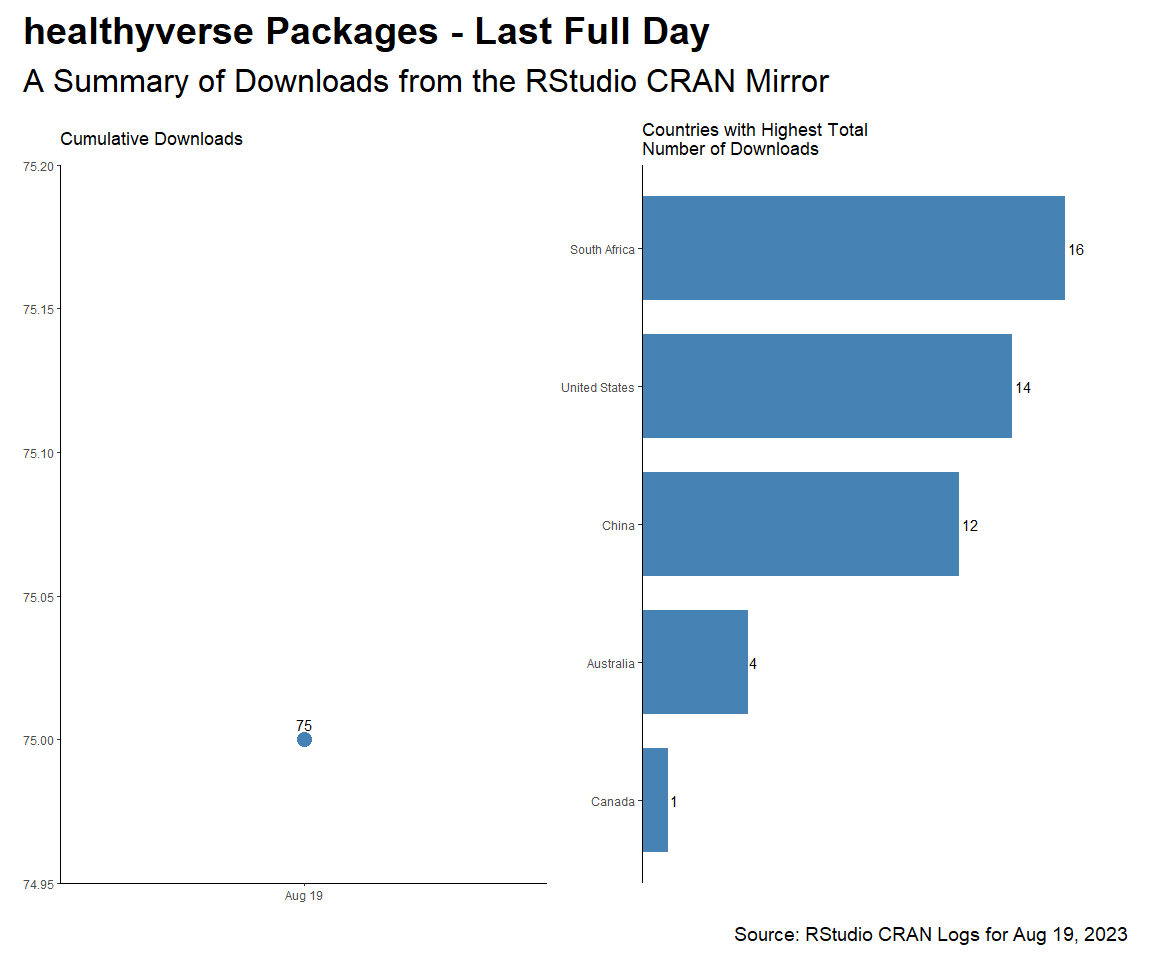 healthyverse Packages - Last Full Day
A Summary of Downloads from the RStudio CRAN Mirror
Cumulative Downloads
75.20
75.15
75.10
75.05
75.00
74.95
75
Aug 19
Countries with Highest Total
Number of Downloads
South Africa 16
United States 14
China 12
Australia 4
Canada 1
Source: RStudio CRAN Logs for Aug 19, 2023